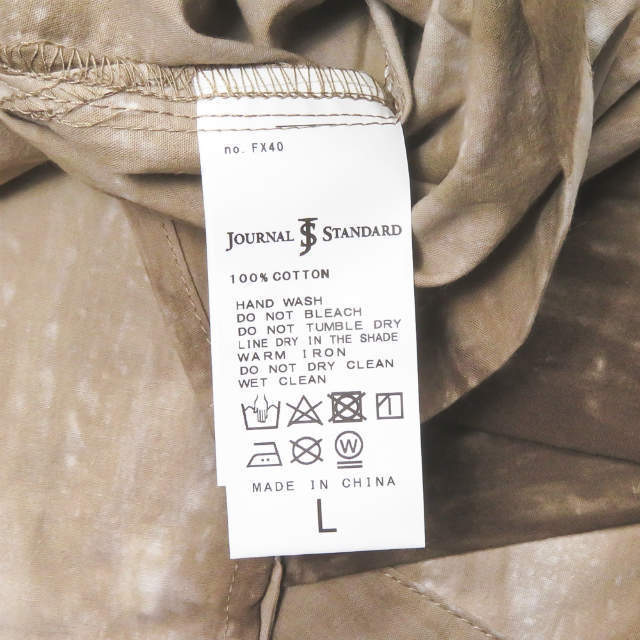 no. FX40
JOURNAL JS STANDARD
100% COTTON
HAND WASH
DO NOT BLEACH
DO NOT TUMBLE DRY
LINE DRY IN THE SHADE
WARM IRON
DO NOT DRY CLEAN
WET CLEAN
W
MADE IN CHINA
L